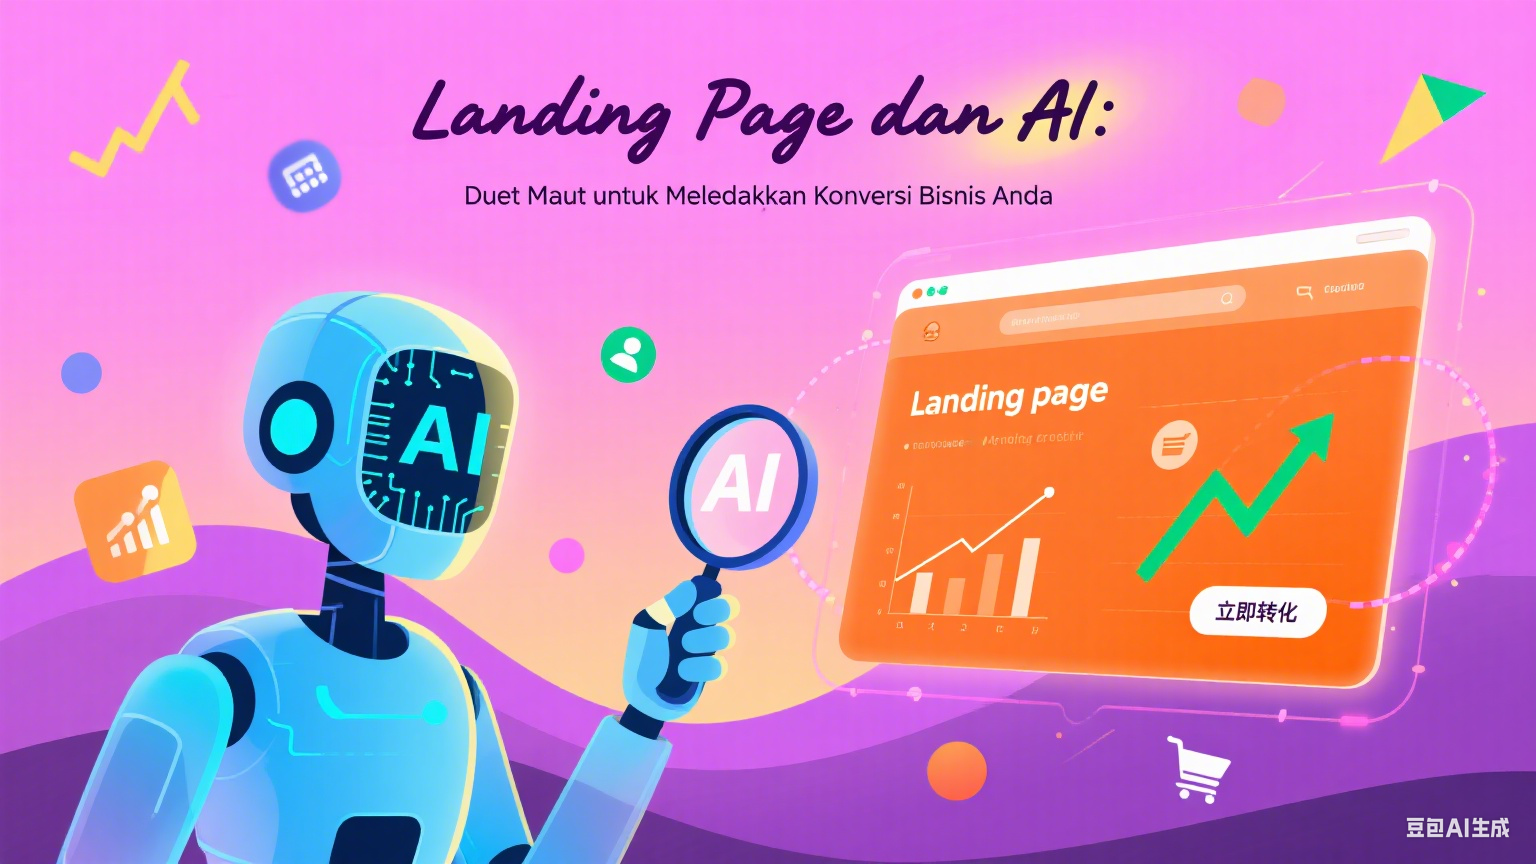 Landing Page dan AI:
Duet Maut untuk Meledakkan Konversi Bisnis Anda
AI
AI
Landing page
立即转化
豆包AI生成